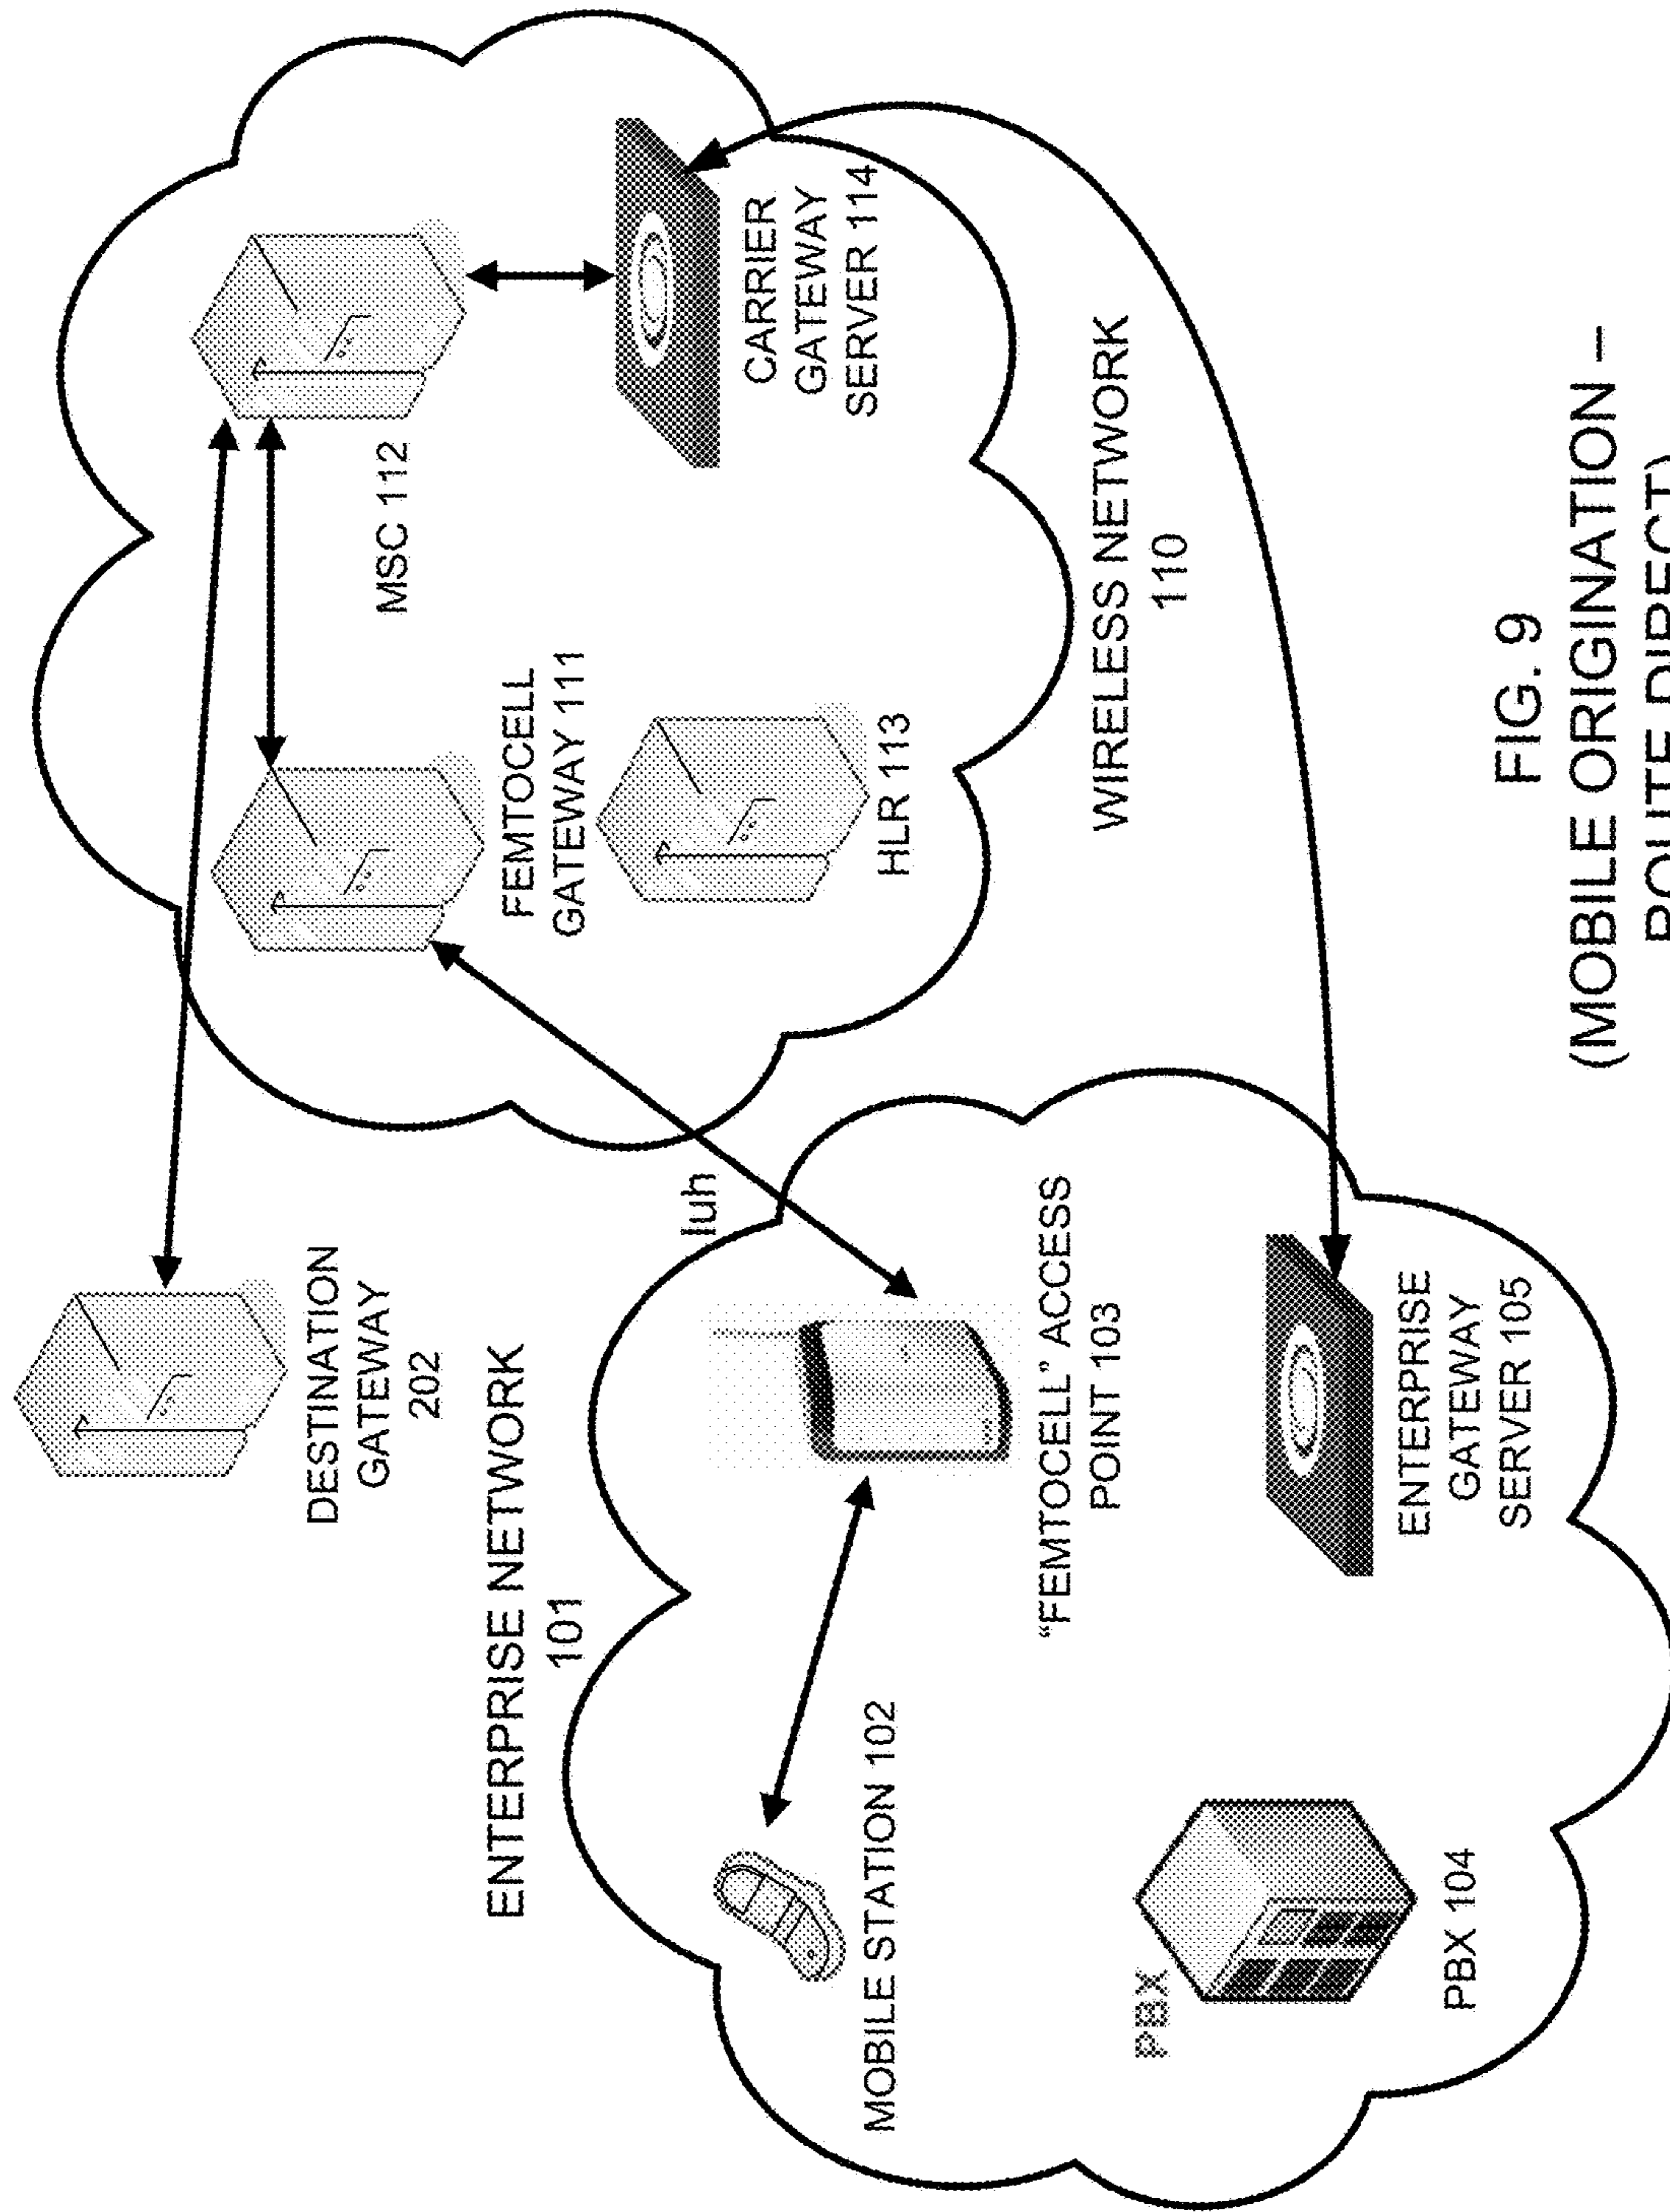 DESTINATION
GATEWAY
202
ENTERPRISE NETWORK
101
MOBILE STATION 102
"FEMTOCELL" ACCESS
POINT 103
PBX
PBX 104
ENTERPRISE
GATEWAY
SERVER 105
Iuh
MSC 112
FEMTOCELL
GATEWAY 111
HLR 113
CARRIER
GATEWAY
SERVER 114
WIRELESS NETWORK
110
FIG. 9
(MOBILE ORIGINATION –
ROUTE DIRECT)